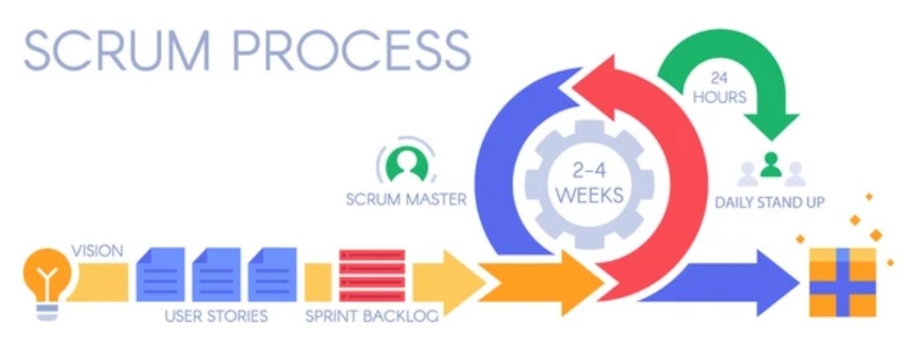 SCRUM PROCESS
24
HOURS
2-4
WEEKS
SCRUM MASTER
DAILY STAND UP
VISION
USER STORIES
SPRINT BACKLOG